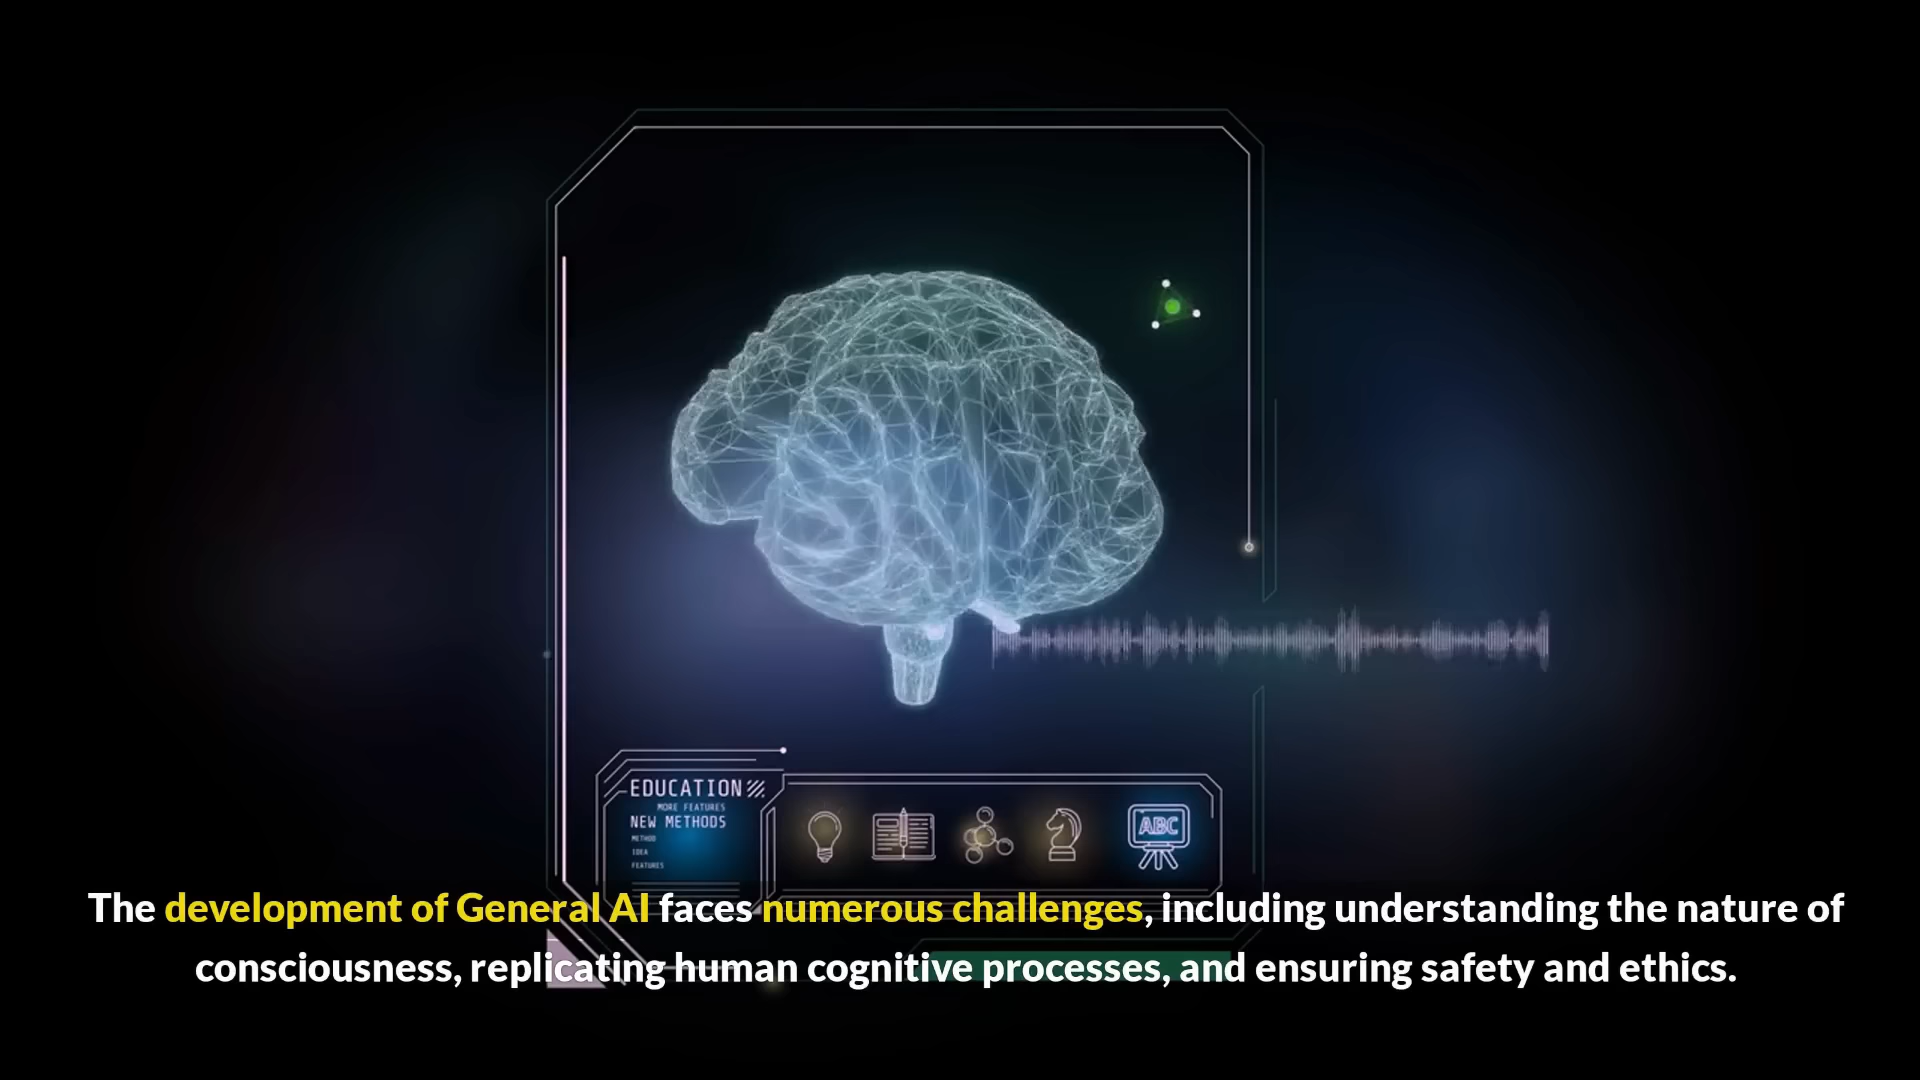 EDUCATION
MORE FEATURES
NEW METHODS
METHOD
IDEA
FEATURES
ABC
The development of General AI faces numerous challenges, including understanding the nature of
consciousness, replicating human cognitive processes, and ensuring safety and ethics.